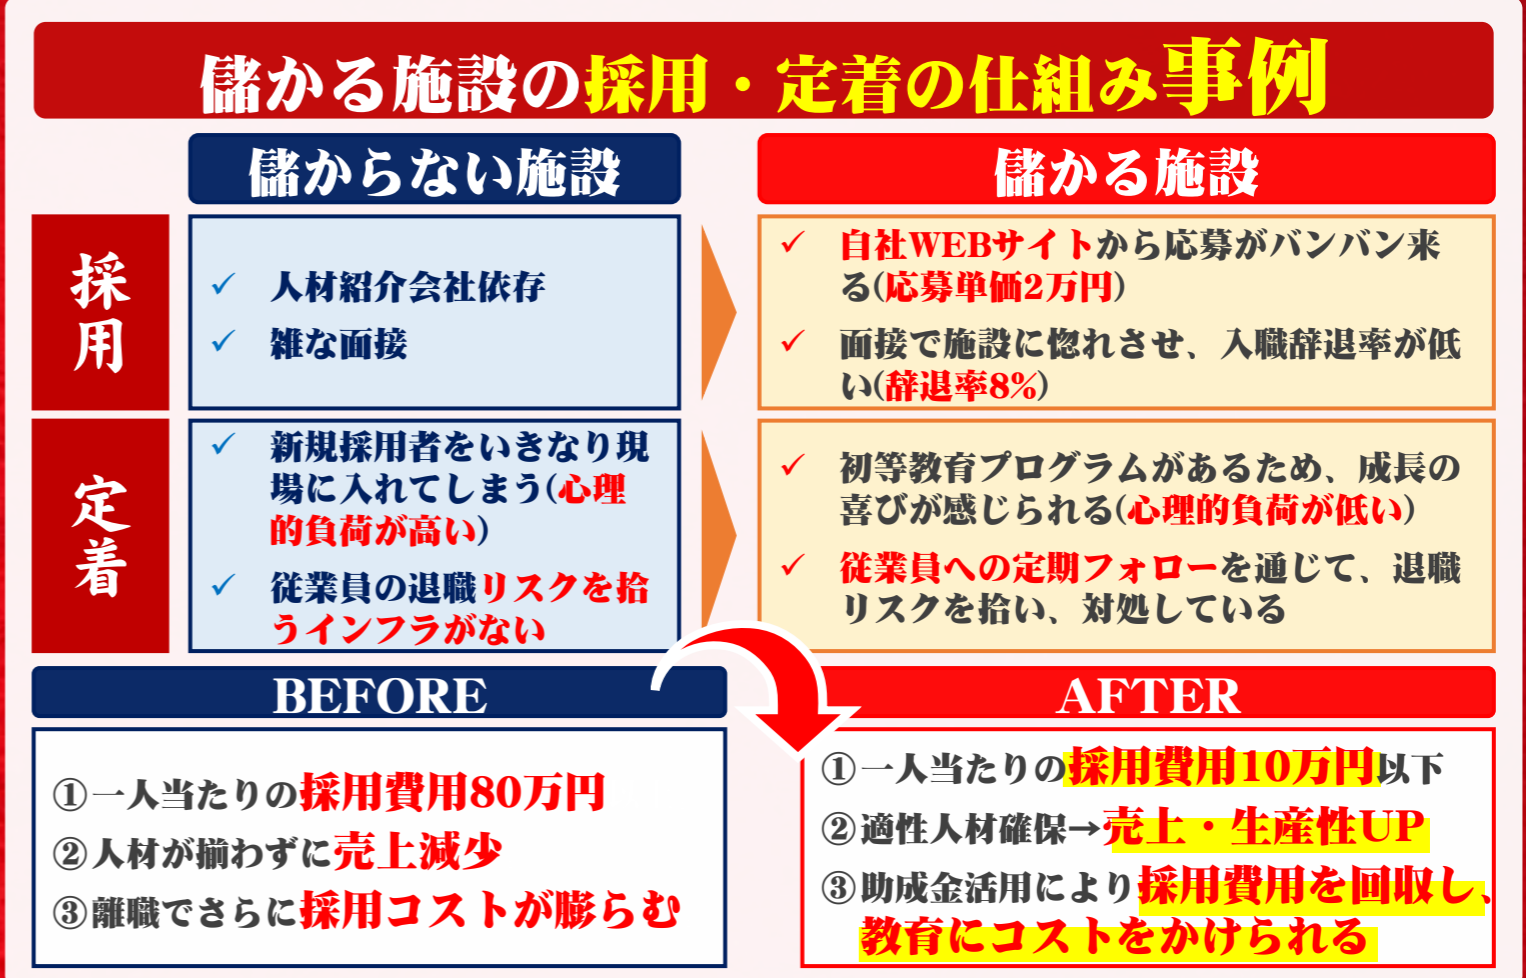 儲かる施設の採用・定着の仕組み事例
儲からない施設
儲かる施設
採用
✓ 人材紹介会社依存
✓ 雑な面接
✓ 自社WEBサイトから応募がバンバン来
る(応募単価2万円)
✓ 面接で施設に惚れさせ、入職辞退率が低
い(辞退率8%)
定着
✓ 新規採用者をいきなり現
場に入れてしまう(心理
的負荷が高い)
✓ 従業員の退職リスクを拾
うインフラがない
✓ 初等教育プログラムがあるため、成長の
喜びが感じられる(心理的負荷が低い)
✓ 従業員への定期フォローを通じて、退職
リスクを拾い、対処している
BEFORE
①一人当たりの採用費用80万円
②人材が揃わずに売上減少
③離職でさらに採用コストが膨らむ
AFTER
①一人当たりの採用費用10万円以下
②適性人材確保→売上・生産性UP
③助成金活用により採用費用を回収し、
教育にコストをかけられる